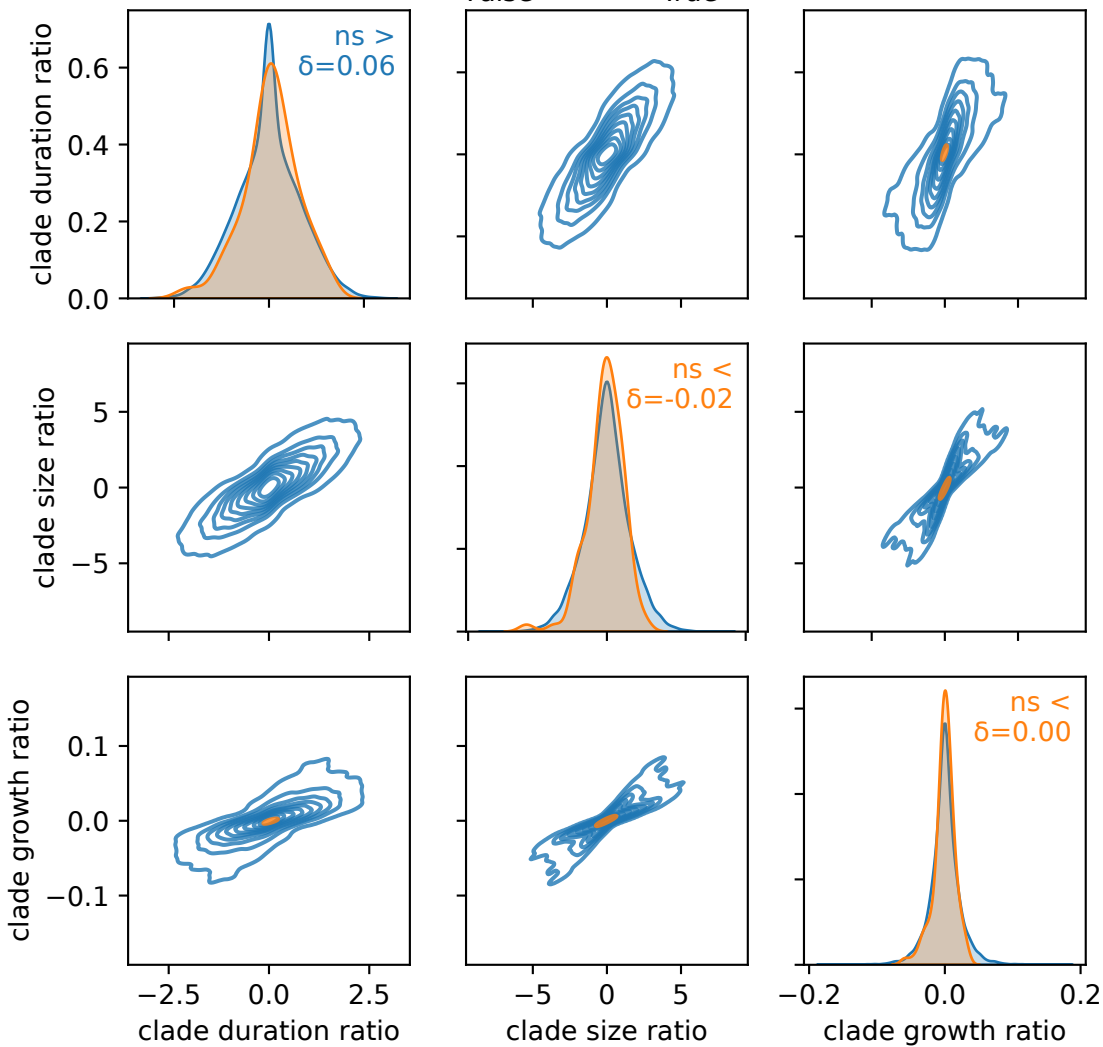 clade duration ratio
0.6
0.4
0.2
0.0
ns >
δ=0.06
clade size ratio
5
0
−5
ns <
δ=-0.02
clade growth ratio
0.1
0.0
−0.1
ns <
δ=0.00
−2.5 0.0 2.5
−5 0 5
−0.2 0.0 0.2
clade duration ratio
clade size ratio
clade growth ratio